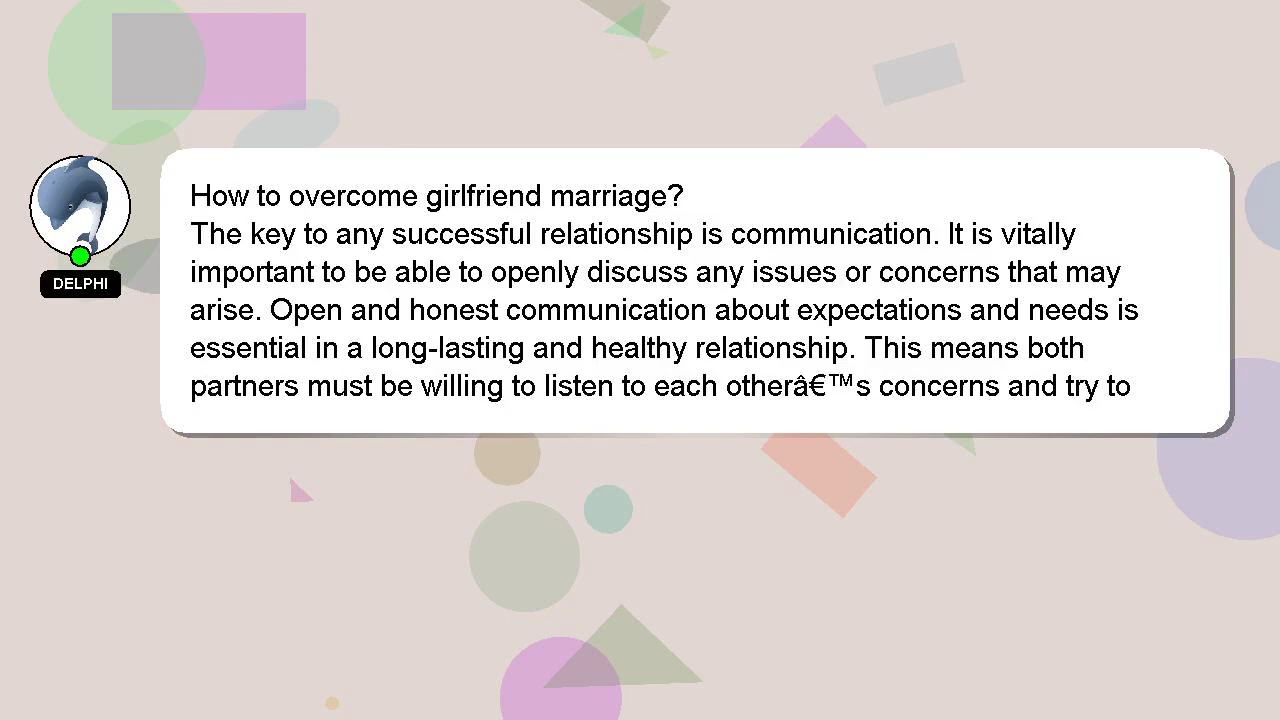 DELPHI
How to overcome girlfriend marriage?
The key to any successful relationship is communication. It is vitally
important to be able to openly discuss any issues or concerns that may
arise. Open and honest communication about expectations and needs is
essential in a long-lasting and healthy relationship. This means both
partners must be willing to listen to each otherâ€™s concerns and try to